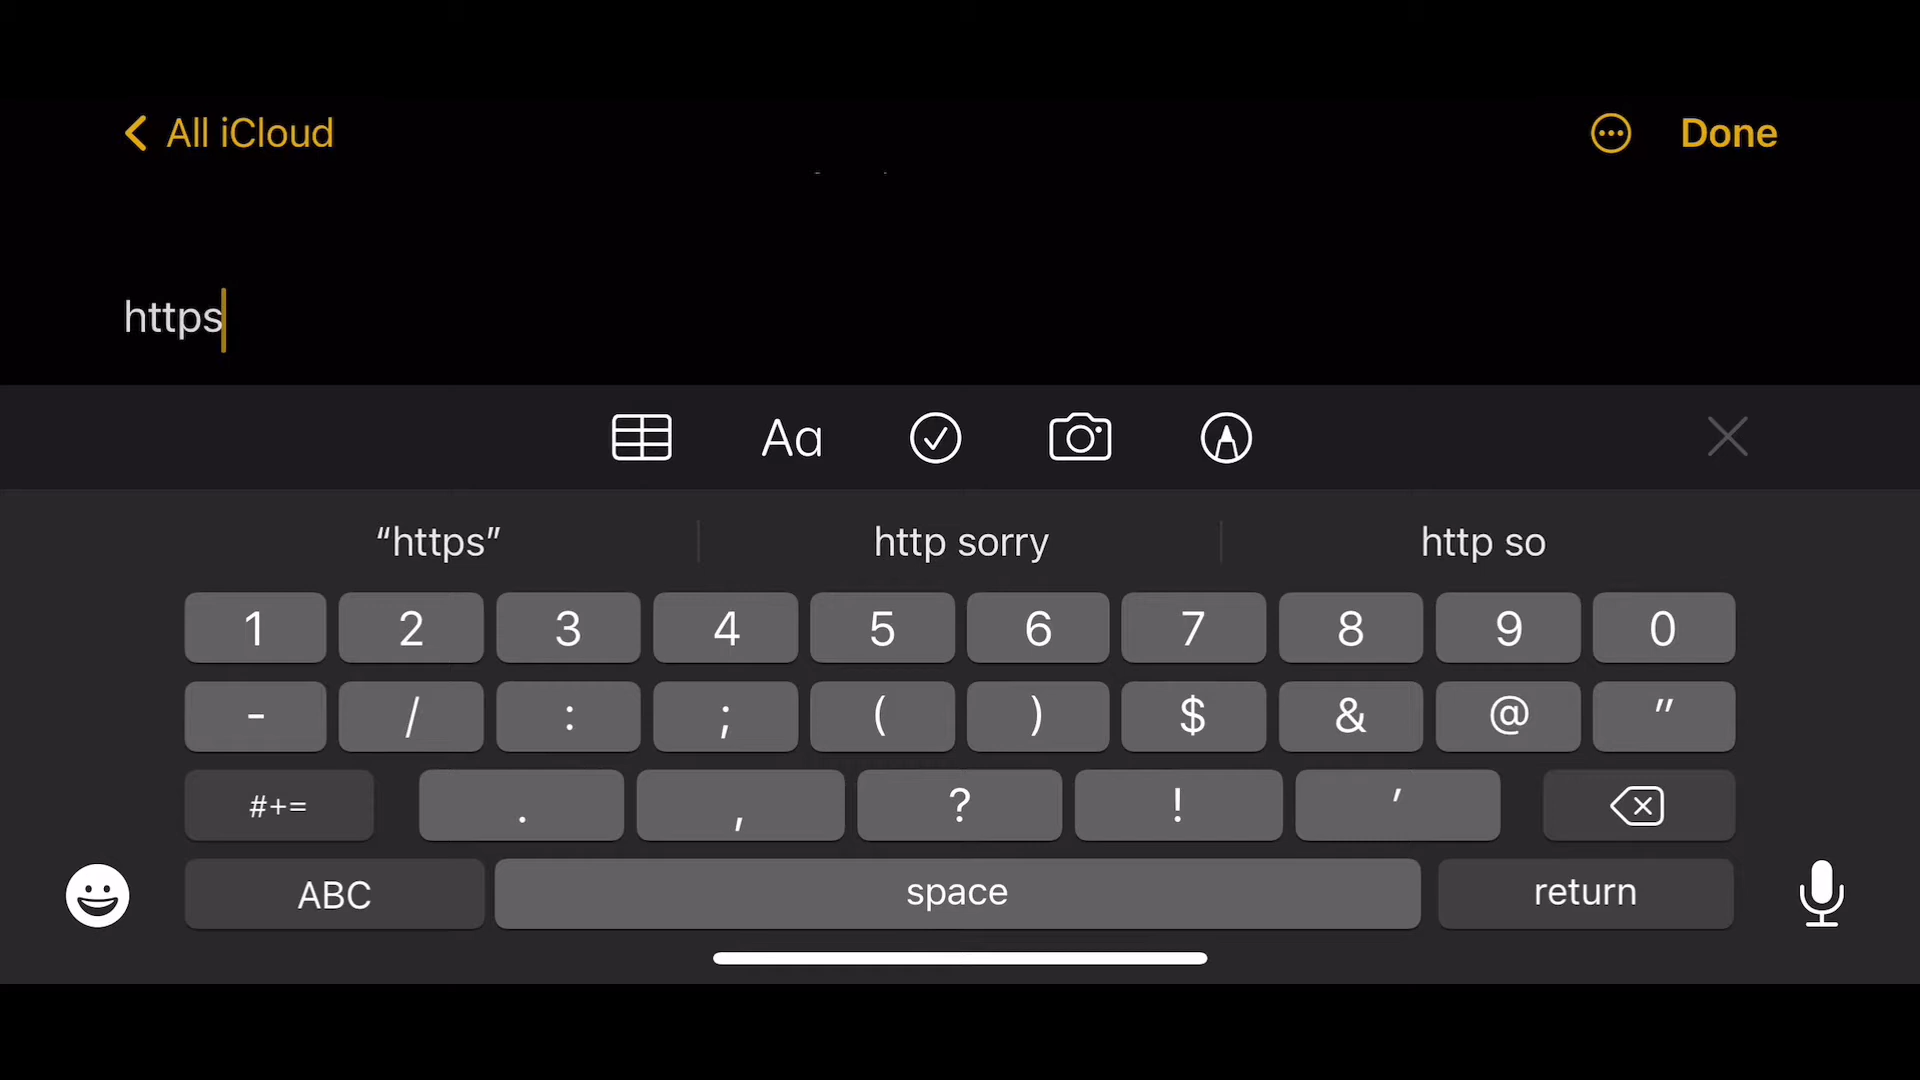 All iCloud
Done
https
Aa
“https”
http sorry
http so
1 2 3 4 5 6 7 8 9 0
- / : ; ( ) $ & @ "
#+= . , ? ! '
ABC space return